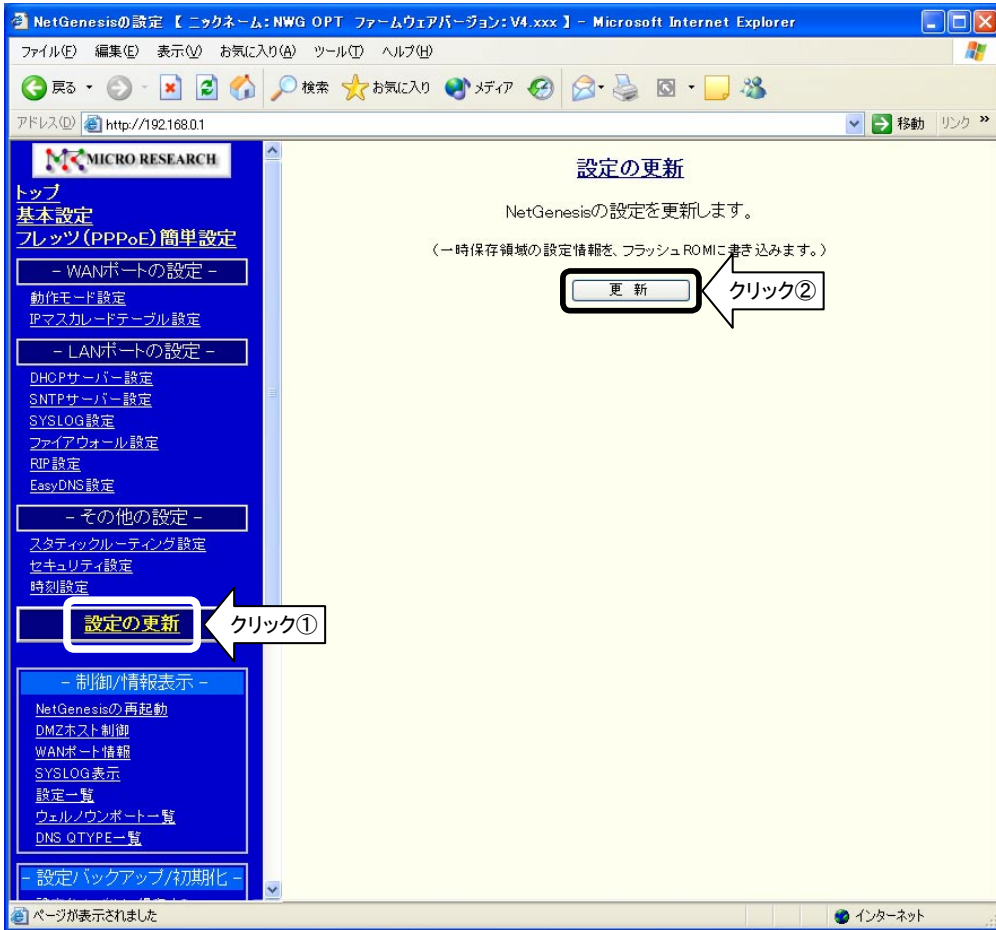 NetGenesisの設定 【 ニックネーム:NWG OPT ファームウェアバージョン:V4.xxx 】 - Microsoft Internet Explorer
ファイル(F) 編集(E) 表示(V) お気に入り(A) ツール(T) ヘルプ(H)
戻る 検索 お気に入り メディア
アドレス(D) http://192.168.0.1 移動 リンク »
MICRO RESEARCH
トップ
基本設定
フレッツ(PPPoE)簡単設定
- WANポートの設定 -
動作モード設定
IPマスカレードテーブル設定
- LANポートの設定 -
DHCPサーバー設定
SNTPサーバー設定
SYSLOG設定
ファイアウォール設定
RIP設定
EasyDNS設定
- その他の設定 -
スタティックルーティング設定
セキュリティ設定
時刻設定
設定の更新
クリック①
- 制御/情報表示 -
NetGenesisの再起動
DMZホスト制御
WANポート情報
SYSLOG表示
設定一覧
ウェルノウンポート一覧
DNS QTYPE一覧
- 設定バックアップ/初期化 -
設定の更新
NetGenesisの設定を更新します。
(一時保存領域の設定情報を、フラッシュROMに書き込みます。)
更 新
クリック②
ページが表示されました
インターネット